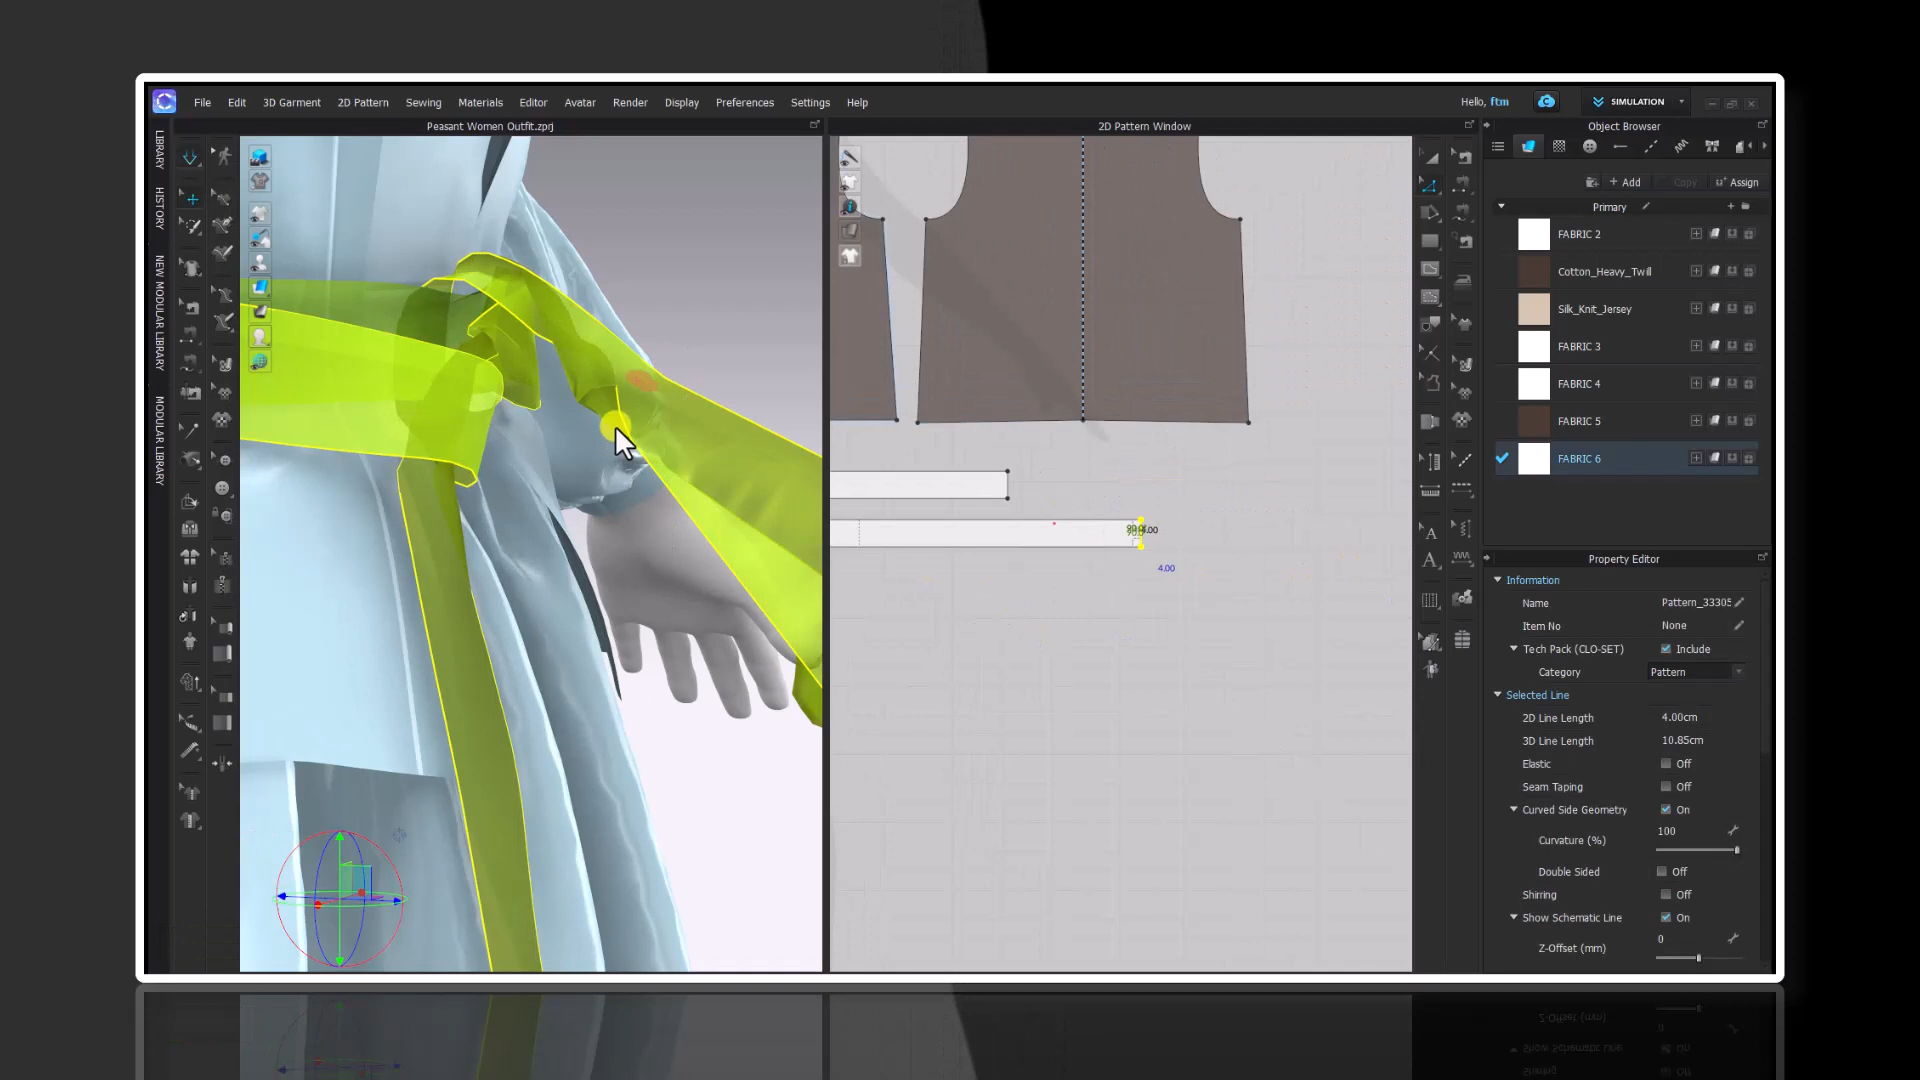 File Edit 3D Garment 2D Pattern Sewing Materials Editor Avatar Render Display Preferences Settings Help
Hello, ftm
SIMULATION
Peasant Women Outfit.zprj
2D Pattern Window
Object Browser
LIBRARY
HISTORY
NEW MODULAR LIBRARY
MODULAR LIBRARY
+ Add
Copy
Assign
Primary
FABRIC 2
Cotton_Heavy_Twill
Silk_Knit_Jersey
FABRIC 3
FABRIC 4
FABRIC 5
FABRIC 6
4.00
4.00
Property Editor
Information
Name Pattern_33305
Item No None
Tech Pack (CLO-SET) Include
Category Pattern
Selected Line
2D Line Length 4.00cm
3D Line Length 10.85cm
Elastic Off
Seam Taping Off
Curved Side Geometry On
Curvature (%) 100
Double Sided Off
Shirring Off
Show Schematic Line On
Z-Offset (mm) 0